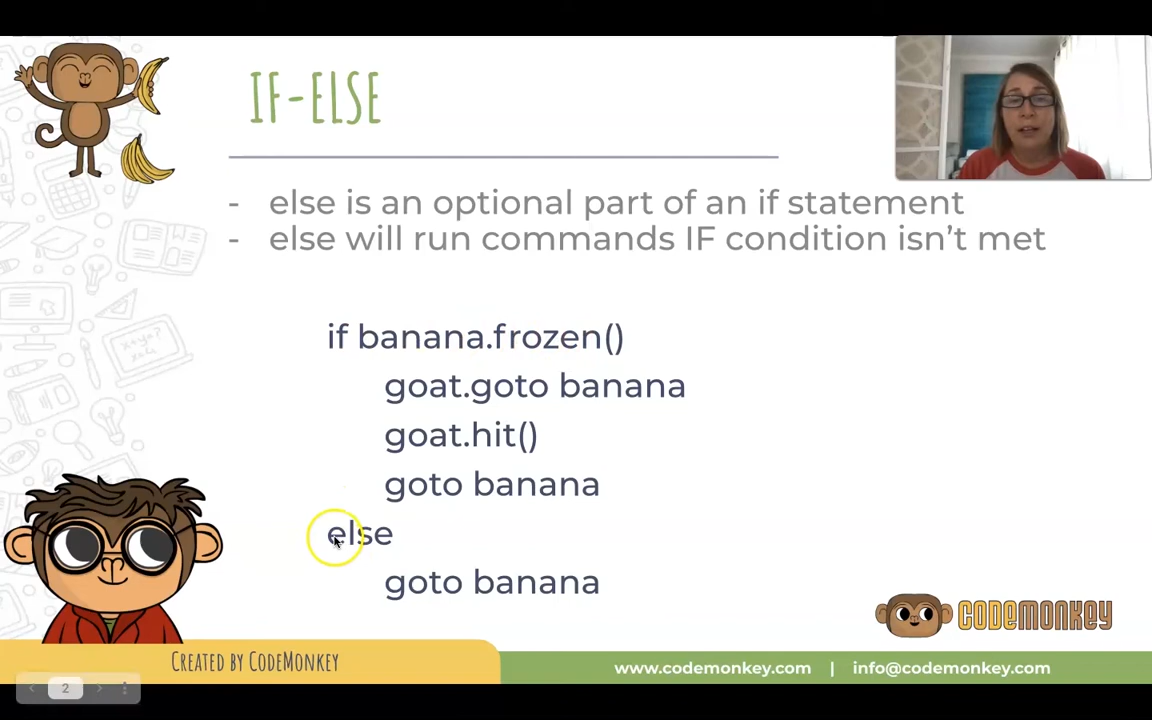 IF-ELSE
- else is an optional part of an if statement
- else will run commands IF condition isn't met
if banana.frozen()
goat.goto banana
goat.hit()
goto banana
else
goto banana
CODEMONKEY
CREATED BY CODEMONKEY
www.codemonkey.com | info@codemonkey.com
2